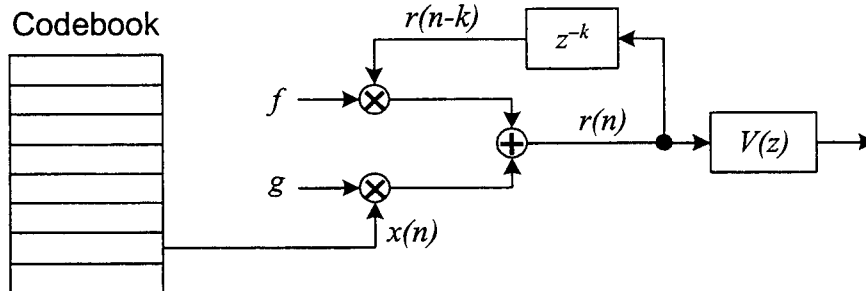 Codebook
r(n-k)
z⁻ᵏ
f
r(n)
V(z)
g
x(n)